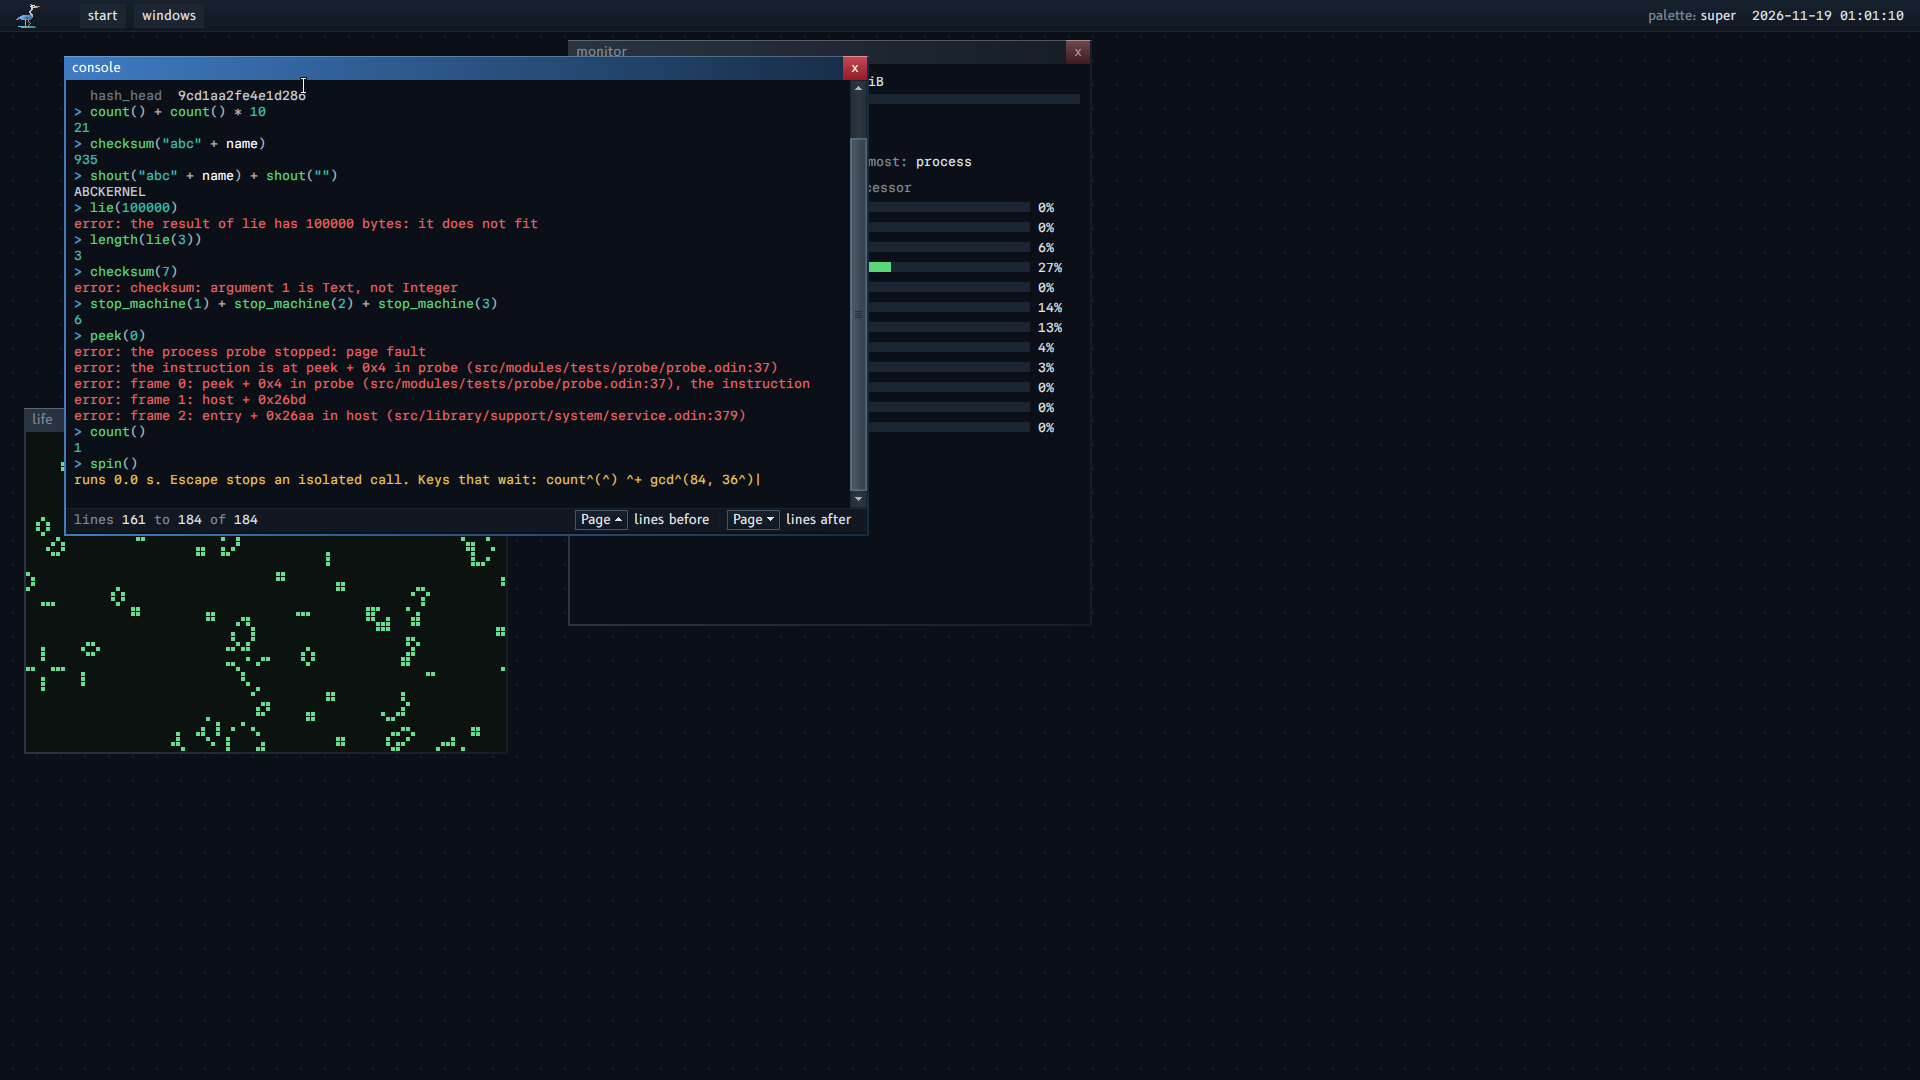 start windows palette: super 2026-11-19 01:01:10
monitor x
console x
iB
hash_head 9cd1aa2fe4e1d286
> count() + count() * 10
21
> checksum("abc" + name)
935
> shout("abc" + name) + shout("")
ABCKERNEL
> lie(100000)
error: the result of lie has 100000 bytes: it does not fit
> length(lie(3))
3
> checksum(7)
error: checksum: argument 1 is Text, not Integer
> stop_machine(1) + stop_machine(2) + stop_machine(3)
6
> peek(0)
error: the process probe stopped: page fault
error: the instruction is at peek + 0x4 in probe (src/modules/tests/probe/probe.odin:37)
error: frame 0: peek + 0x4 in probe (src/modules/tests/probe/probe.odin:37), the instruction
error: frame 1: host + 0x26bd
error: frame 2: entry + 0x26aa in host (src/library/support/system/service.odin:379)
> count()
1
> spin()
runs 0.0 s. Escape stops an isolated call. Keys that wait: count^(^) ^+ gcd^(84, 36^)|
lines 161 to 184 of 184 Page lines before Page lines after
most: process
cessor
0%
0%
6%
27%
0%
14%
13%
4%
3%
0%
0%
0%
life